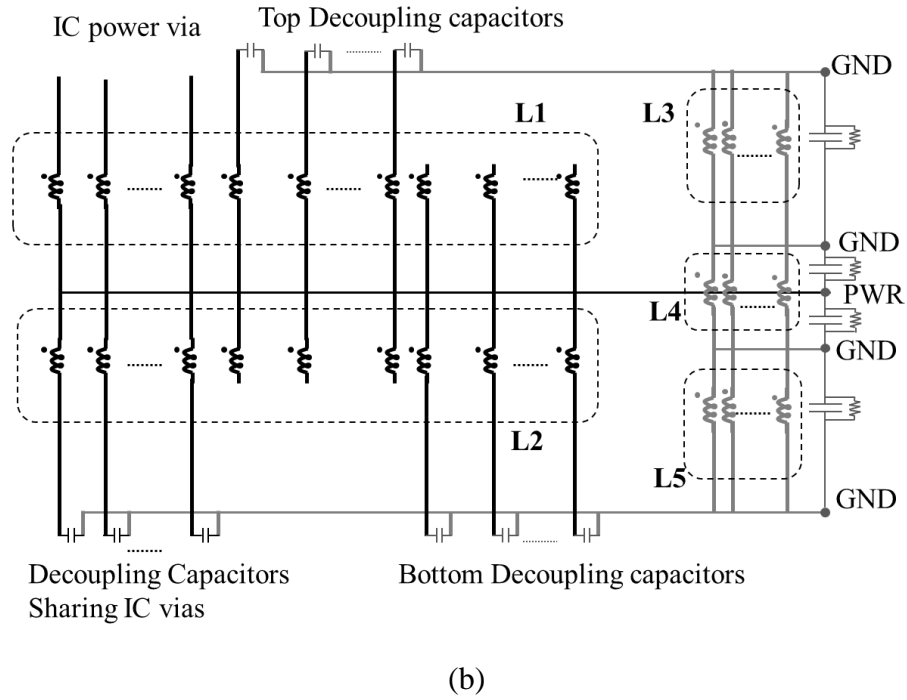 Top Decoupling capacitors
IC power via
GND
L1
L3
GND
L4
PWR
GND
L2
L5
GND
Decoupling Capacitors
Sharing IC vias
Bottom Decoupling capacitors
(b)